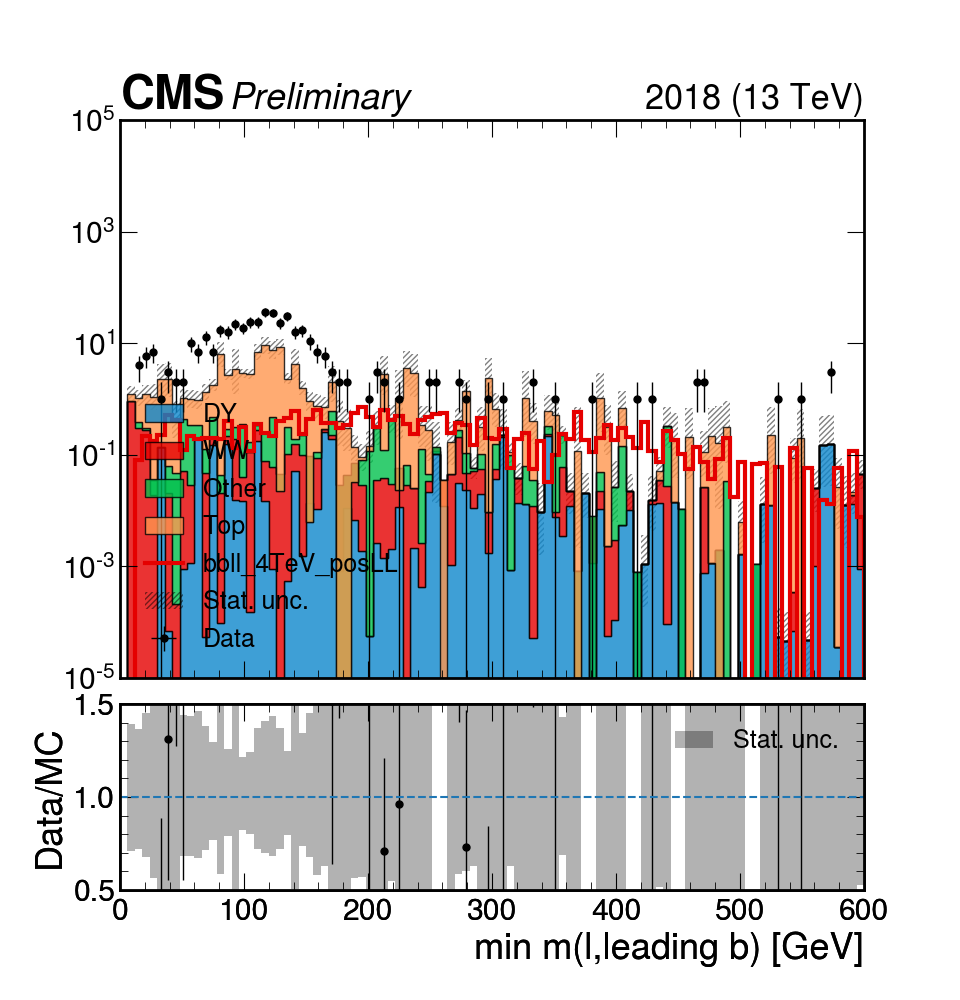 CMS Preliminary 2018 (13 TeV)
10^5
10^3
10^1
10^-1
10^-3
10^-5
DY
WW
Other
Top
bbll_4TeV_posLL
Stat. unc.
Data
1.5
1.0
0.5
Data/MC
Stat. unc.
0 100 200 300 400 500 600
min m(l,leading b) [GeV]